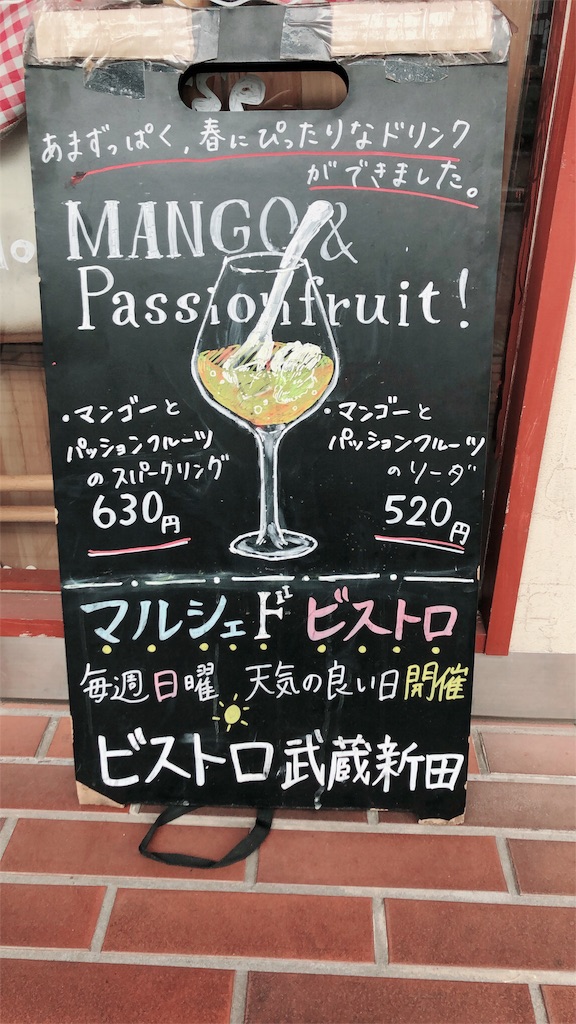 あまずっぱく,春にぴったりなドリンク
ができました。
MANGO &
Passionfruit!
・マンゴーと
パッションフルーツ
のスパークリング
630円
・マンゴーと
パッションフルーツ
のソーダ
520円
マルシェド ビストロ
毎週日曜 天気の良い日開催
ビストロ武蔵新田